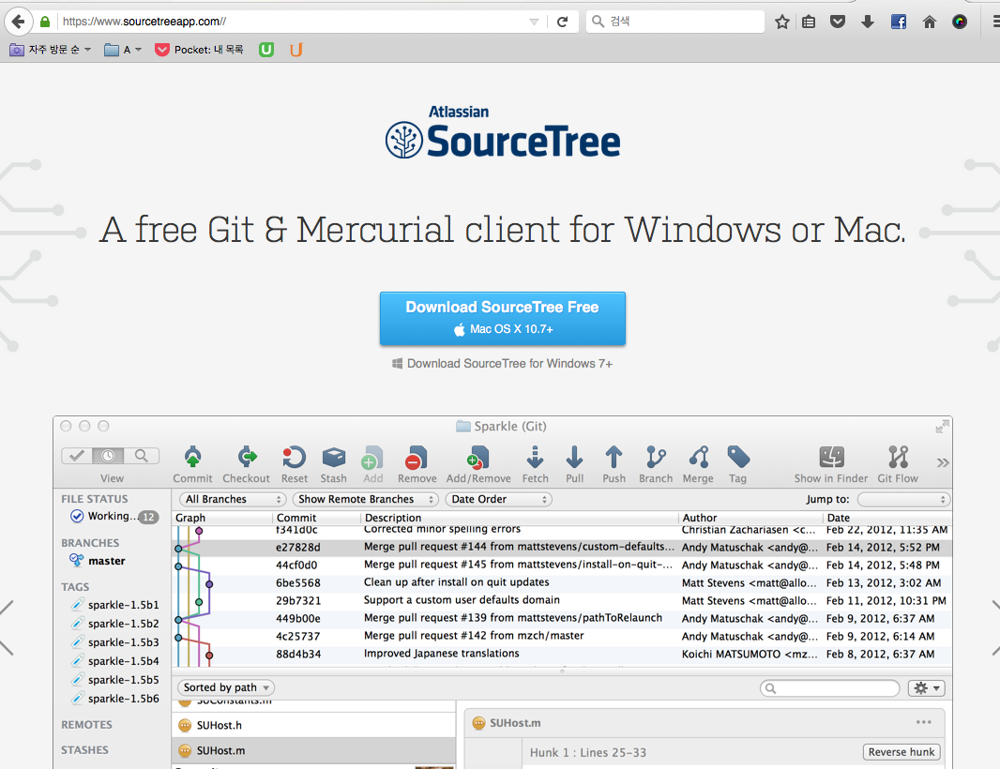 https://www.sourcetreeapp.com//
검색
자주 방문 순
A
Pocket: 내 목록
Atlassian
SourceTree
A free Git & Mercurial client for Windows or Mac.
Download SourceTree Free
Mac OS X 10.7+
Download SourceTree for Windows 7+
Sparkle (Git)
View
Commit
Checkout
Reset
Stash
Add
Remove
Add/Remove
Fetch
Pull
Push
Branch
Merge
Tag
Show in Finder
Git Flow
FILE STATUS
Working... 12
BRANCHES
master
TAGS
sparkle-1.5b1
sparkle-1.5b2
sparkle-1.5b3
sparkle-1.5b4
sparkle-1.5b5
sparkle-1.5b6
REMOTES
STASHES
All Branches
Show Remote Branches
Date Order
Jump to:
Graph Commit Description Author Date
f341d0c Corrected minor spelling errors Christian Zachariasen <c... Feb 22, 2012, 11:35 AM
e27828d Merge pull request #144 from mattstevens/custom-defaults... Andy Matuschak <andy@... Feb 14, 2012, 5:52 PM
44cf0d0 Merge pull request #145 from mattstevens/install-on-quit-... Andy Matuschak <andy@... Feb 14, 2012, 5:48 PM
6be5568 Clean up after install on quit updates Matt Stevens <matt@allo... Feb 13, 2012, 3:02 AM
29b7321 Support a custom user defaults domain Matt Stevens <matt@allo... Feb 11, 2012, 10:31 PM
449b00e Merge pull request #139 from mattstevens/pathToRelaunch Andy Matuschak <andy@... Feb 9, 2012, 6:37 AM
4c25737 Merge pull request #142 from mzch/master Andy Matuschak <andy@... Feb 9, 2012, 6:14 AM
88d4b34 Improved Japanese translations Koichi MATSUMOTO <mz... Feb 8, 2012, 6:37 AM
Sorted by path
SUConstants.m
SUHost.h
SUHost.m
SUHost.m
Hunk 1 : Lines 25-33
Reverse hunk